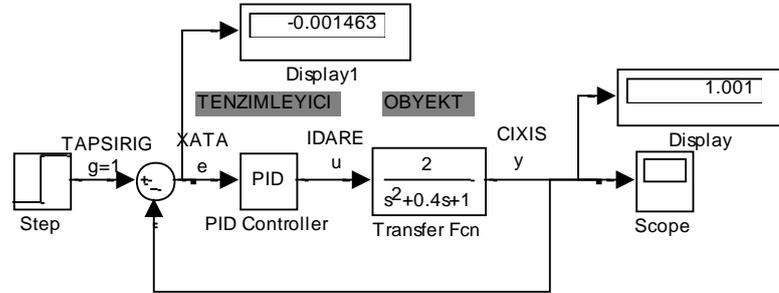 -0.001463
Display1
TENZIMLEYICI
OBYEKT
1.001
Display
TAPSIRIG
g=1
XATA
e
IDARE
u
CIXIS
y
PID
2
s2+0.4s+1
Step
PID Controller
Transfer Fcn
Scope